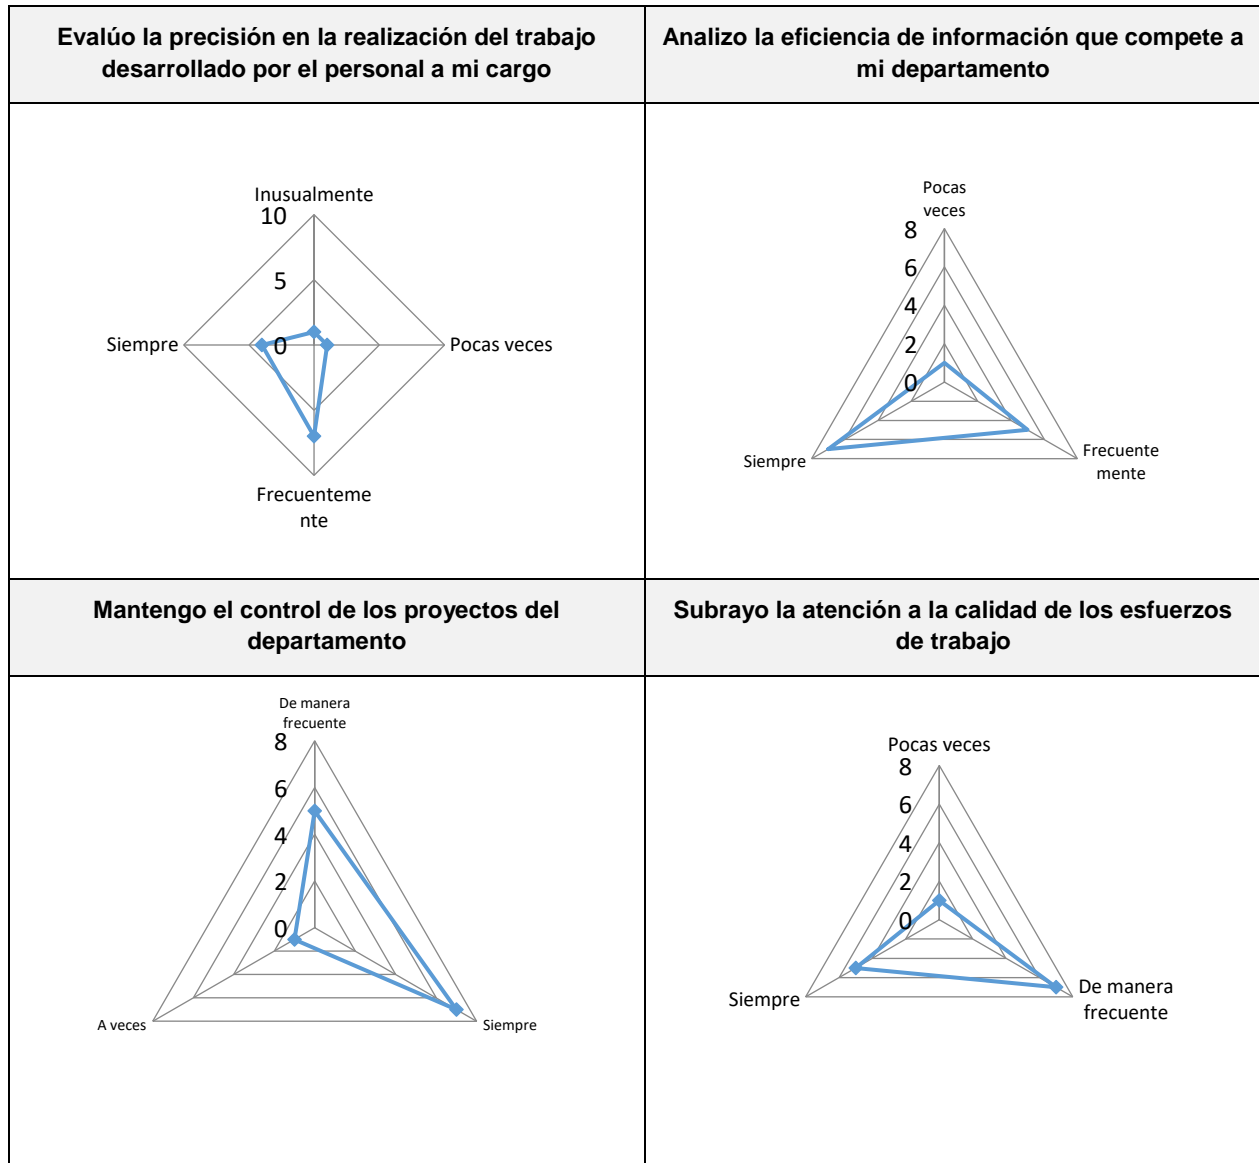 Evalúo la precisión en la realización del trabajo
desarrollado por el personal a mi cargo
Analizo la eficiencia de información que compete a
mi departamento
Inusualmente
10
5
0
Siempre
Pocas veces
Frecuenteme
nte
Pocas
veces
8
6
4
2
0
Siempre
Frecuente
mente
Mantengo el control de los proyectos del
departamento
Subrayo la atención a la calidad de los esfuerzos
de trabajo
De manera
frecuente
8
6
4
2
0
A veces
Siempre
Pocas veces
8
6
4
2
0
Siempre
De manera
frecuente